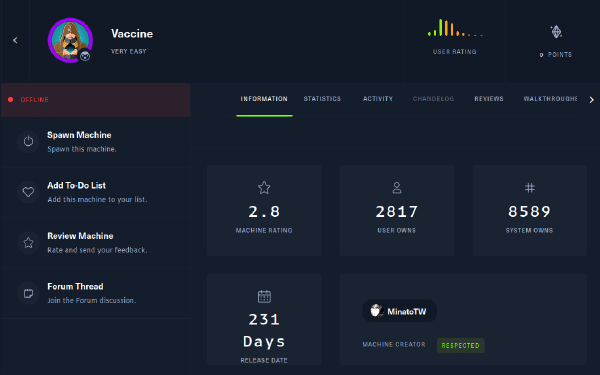 Vaccine
VERY EASY
USER RATING
0 POINTS
OFFLINE
INFORMATION STATISTICS ACTIVITY CHANGELOG REVIEWS WALKTHROUGHS
Spawn Machine
Spawn this machine.
Add To-Do List
Add this machine to your list.
Review Machine
Rate and send your feedback.
Forum Thread
Join the Forum discussion.
2.8
MACHINE RATING
2817
USER OWNS
8589
SYSTEM OWNS
231
Days
RELEASE DATE
MinatoTW
MACHINE CREATOR RESPECTED